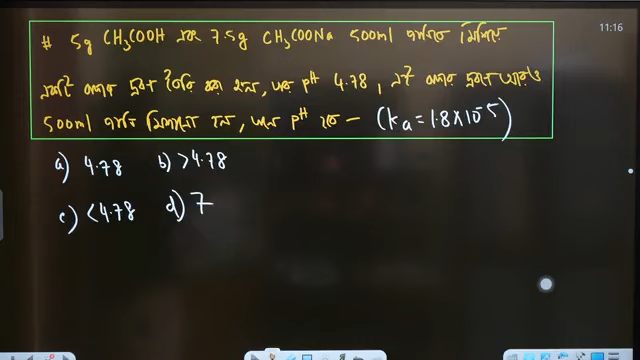 11:16
# 5g CH₃COOH এবং 7.5g CH₃COONa 500ml পানিতে মিশিয়ে
একটি বাফার দ্রবণ তৈরি করা হল, যার pH 4.78, এই বাফার দ্রবণে আরও
500ml পানি মিশানো হল, এখন pH হবে – (ka = 1.8×10⁻⁵)
a) 4.78 b) >4.78
c) <4.78 d) 7